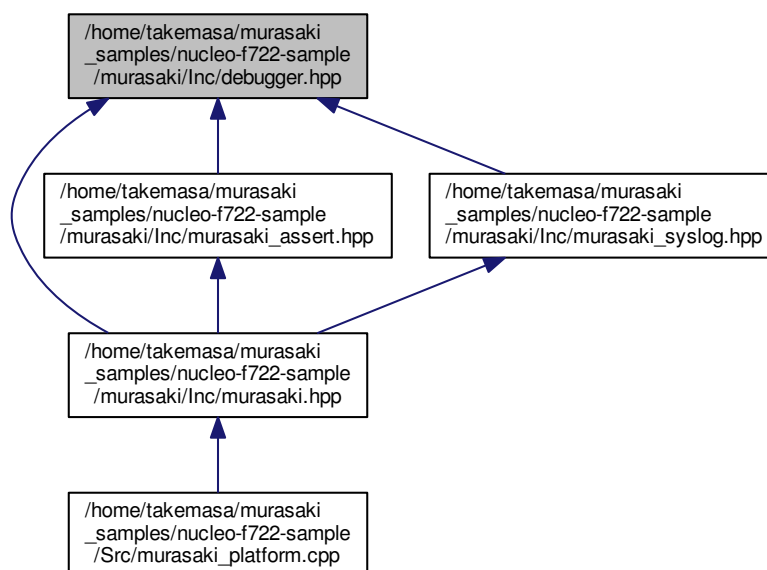 /home/takemasa/murasaki
_samples/nucleo-f722-sample
/murasaki/Inc/debugger.hpp
/home/takemasa/murasaki
_samples/nucleo-f722-sample
/murasaki/Inc/murasaki_assert.hpp
/home/takemasa/murasaki
_samples/nucleo-f722-sample
/murasaki/Inc/murasaki_syslog.hpp
/home/takemasa/murasaki
_samples/nucleo-f722-sample
/murasaki/Inc/murasaki.hpp
/home/takemasa/murasaki
_samples/nucleo-f722-sample
/Src/murasaki_platform.cpp